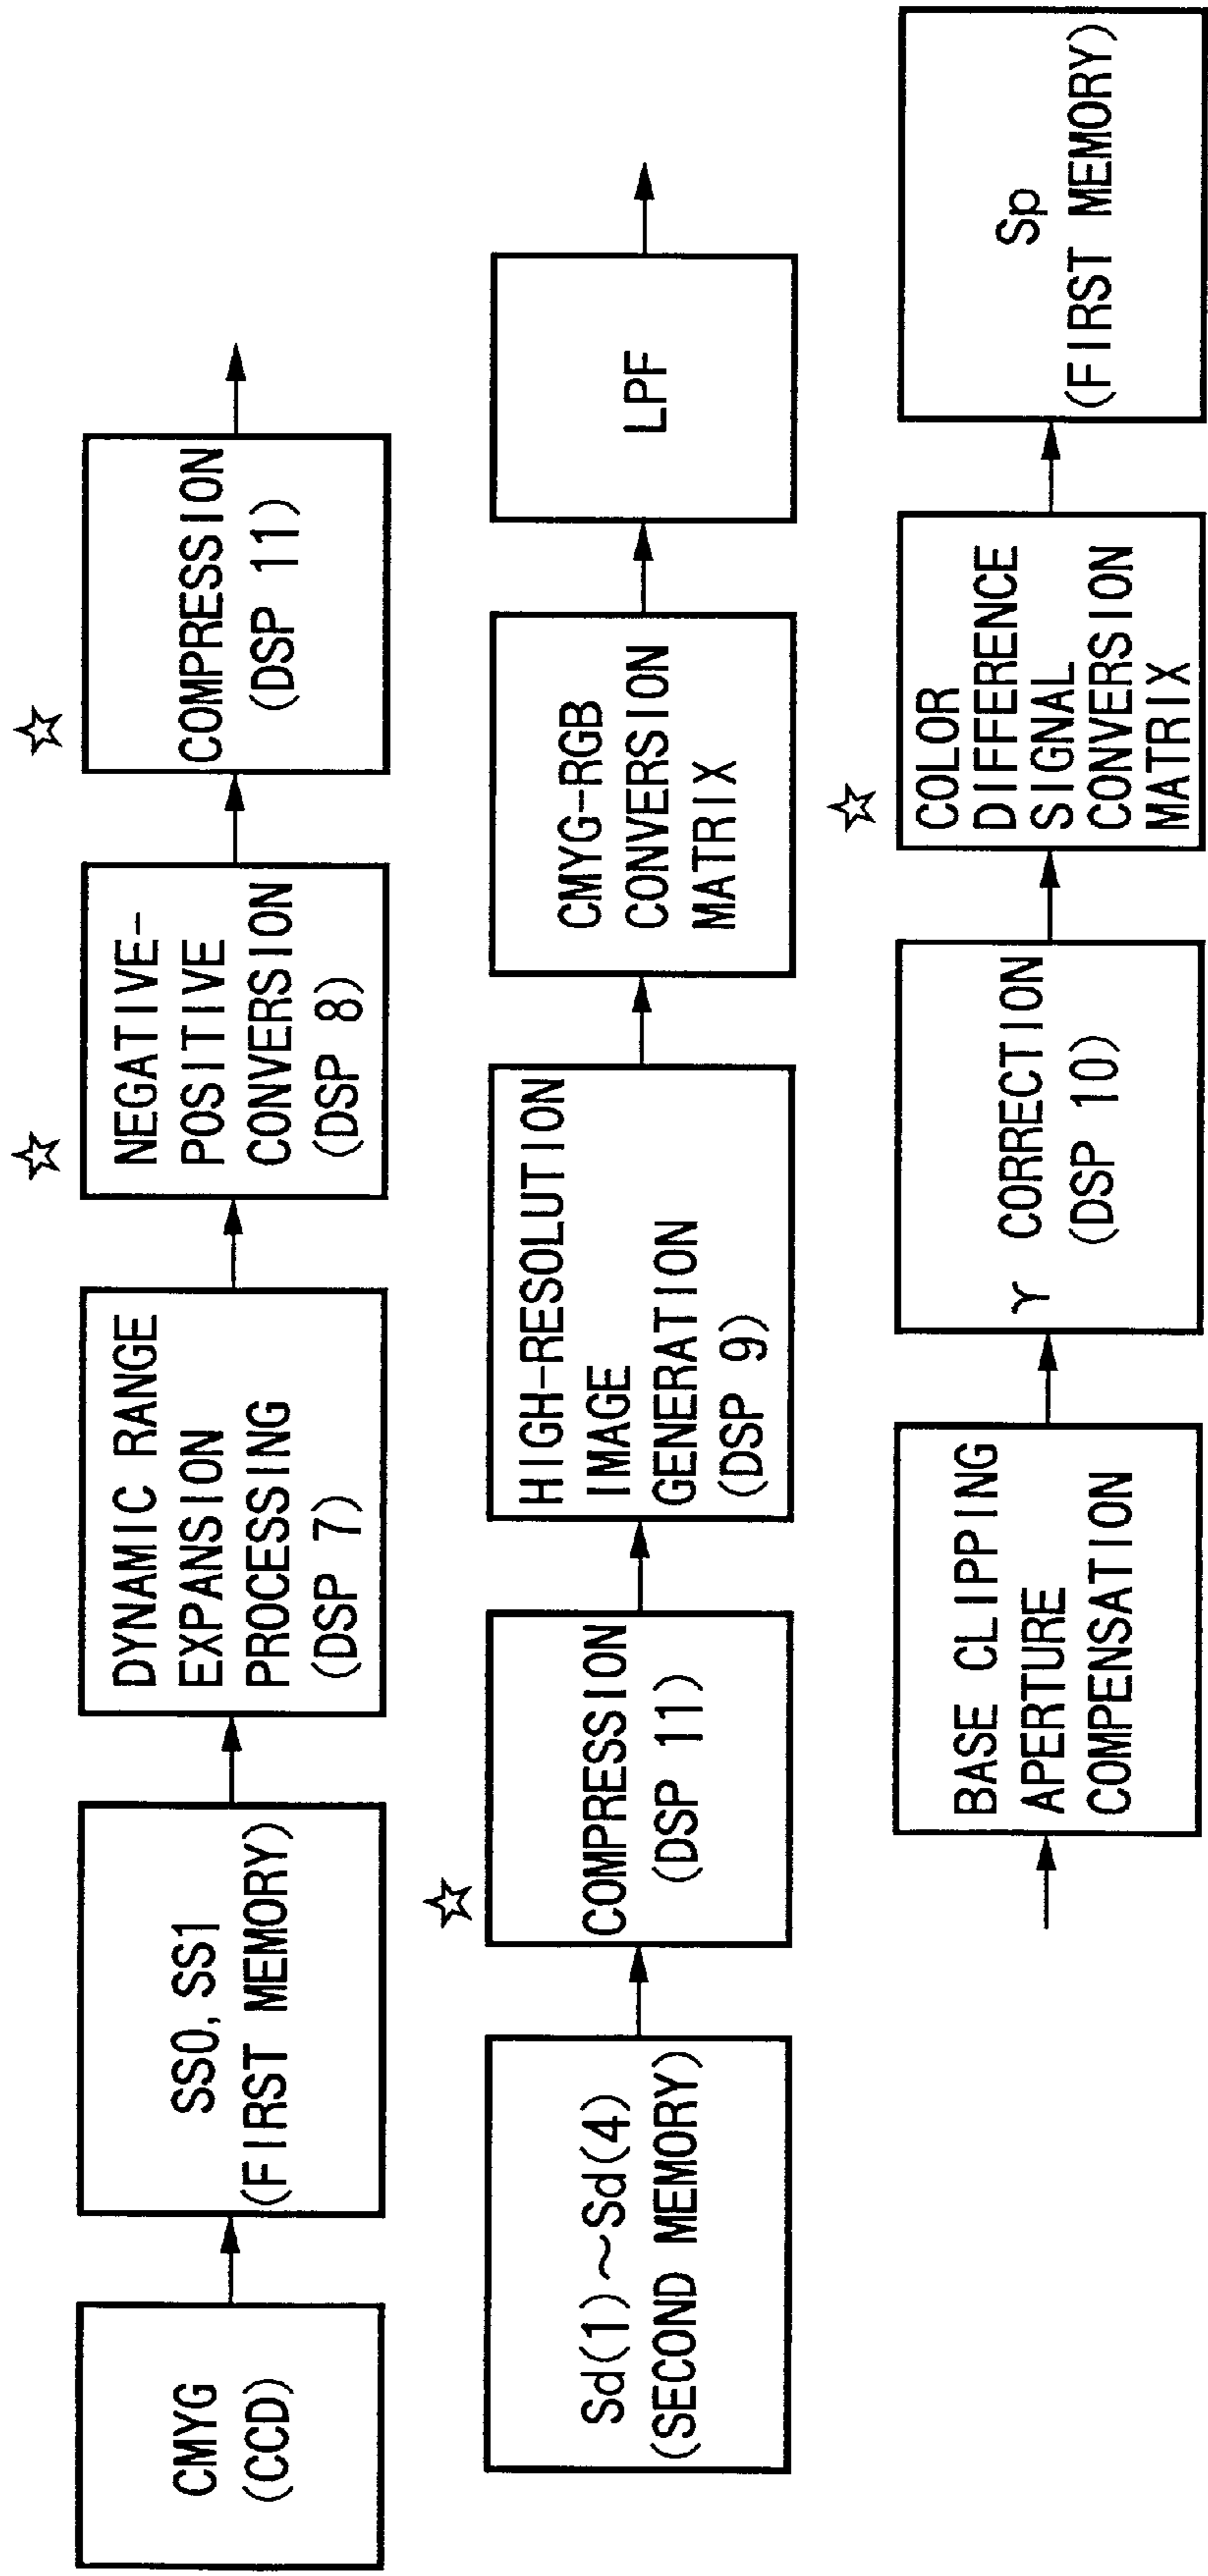 CMYG
(CCD)
SS0, SS1
(FIRST MEMORY)
DYNAMIC RANGE
EXPANSION
PROCESSING
(DSP 7)
☆
NEGATIVE-
POSITIVE
CONVERSION
(DSP 8)
☆
COMPRESSION
(DSP 11)
Sd(1)~Sd(4)
(SECOND MEMORY)
☆
COMPRESSION
(DSP 11)
HIGH-RESOLUTION
IMAGE
GENERATION
(DSP 9)
CMYG-RGB
CONVERSION
MATRIX
LPF
BASE CLIPPING
APERTURE
COMPENSATION
γ CORRECTION
(DSP 10)
☆
COLOR
DIFFERENCE
SIGNAL
CONVERSION
MATRIX
Sp
(FIRST MEMORY)